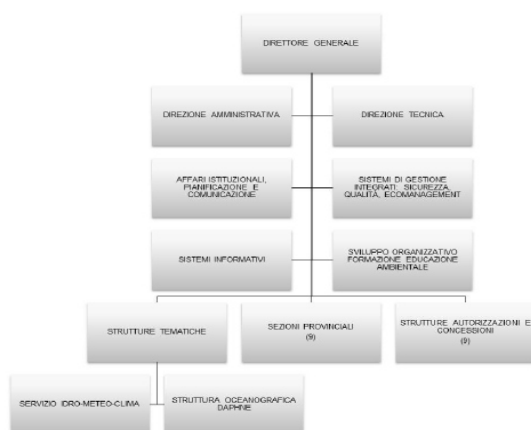 DIRETTORE GENERALE
DIREZIONE AMMINISTRATIVA
DIREZIONE TECNICA
AFFARI ISTITUZIONALI,
PIANIFICAZIONE E
COMUNICAZIONE
SISTEMI DI GESTIONE
INTEGRATI: SICUREZZA,
QUALITÀ, ECOMANAGEMENT
SISTEMI INFORMATIVI
SVILUPPO ORGANIZZATIVO
FORMAZIONE EDUCAZIONE
AMBIENTALE
STRUTTURE TEMATICHE
SEZIONI PROVINCIALI
(9)
STRUTTURE AUTORIZZAZIONI E
CONCESSIONI
(9)
SERVIZIO IDRO-METEO-CLIMA
STRUTTURA OCEANOGRAFICA
DAPHNE